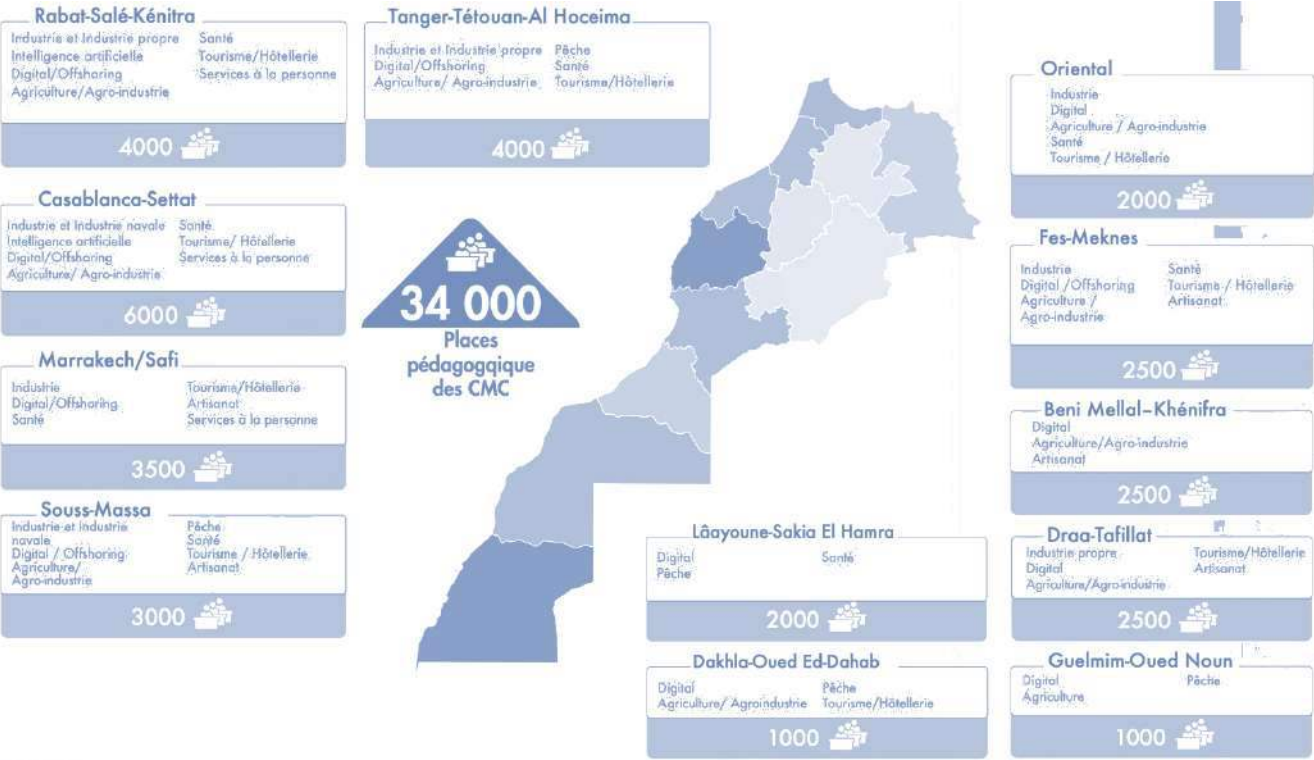 Rabat-Salé-Kénitra
Industrie et Industrie propre
Intelligence artificielle
Digital/Offsharing
Agriculture/Agro-industrie
Santé
Tourisme/Hôtellerie
Services à la personne
4000
Tanger-Tétouan-Al Hoceima
Industrie et Industrie propre
Digital/Offshoring
Agriculture/ Agro-industrie
Pêche
Santé
Tourisme/Hôtellerie
4000
Casablanca-Settat
Industrie et Industrie navale
Intelligence artificielle
Digital/Offsharing
Agriculture/ Agro-industrie
Santé
Tourisme/ Hôtellerie
Services à la personne
6000
Marrakech/Safi
Industrie
Digital/Offsharing
Santé
Tourisme/Hôtellerie
Artisanat
Services à la personne
3500
Souss-Massa
Industrie et Industrie
navale
Digital / Offshoring
Agriculture/
Agro-industrie
Pêche
Santé
Tourisme / Hôtellerie
Artisanat
3000
34 000
Places
pédagogqique
des CMC
Oriental
Industrie
Digital
Agriculture / Agro-industrie
Santé
Tourisme / Hôtellerie
2000
Fes-Meknes
Industrie
Digital /Offshoring
Agriculture /
Agro-industrie
Santé
Tourisme / Hôtellerie
Artisanat
2500
Beni Mellal-Khénifra
Digital
Agriculture/Agro-industrie
Artisanat
2500
Draa-Tafillat
Industrie propre
Digital
Agriculture/Agro-industrie
Tourisme/Hôtellerie
Artisanat
2500
Lâayoune-Sakia El Hamra
Digital
Pêche
Santé
2000
Dakhla-Oued Ed-Dahab
Digital
Agriculture/ Agroindustrie
Pêche
Tourisme/Hôtellerie
1000
Guelmim-Oued Noun
Digital
Agriculture
Pêche
1000